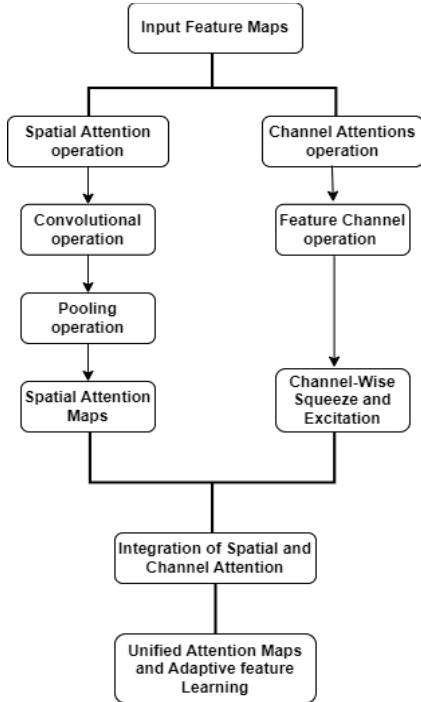 Input Feature Maps
Spatial Attention
operation
Channel Attentions
operation
Convolutional
operation
Feature Channel
operation
Pooling
operation
Spatial Attention
Maps
Channel-Wise
Squeeze and
Excitation
Integration of Spatial and
Channel Attention
Unified Attention Maps
and Adaptive feature
Learning